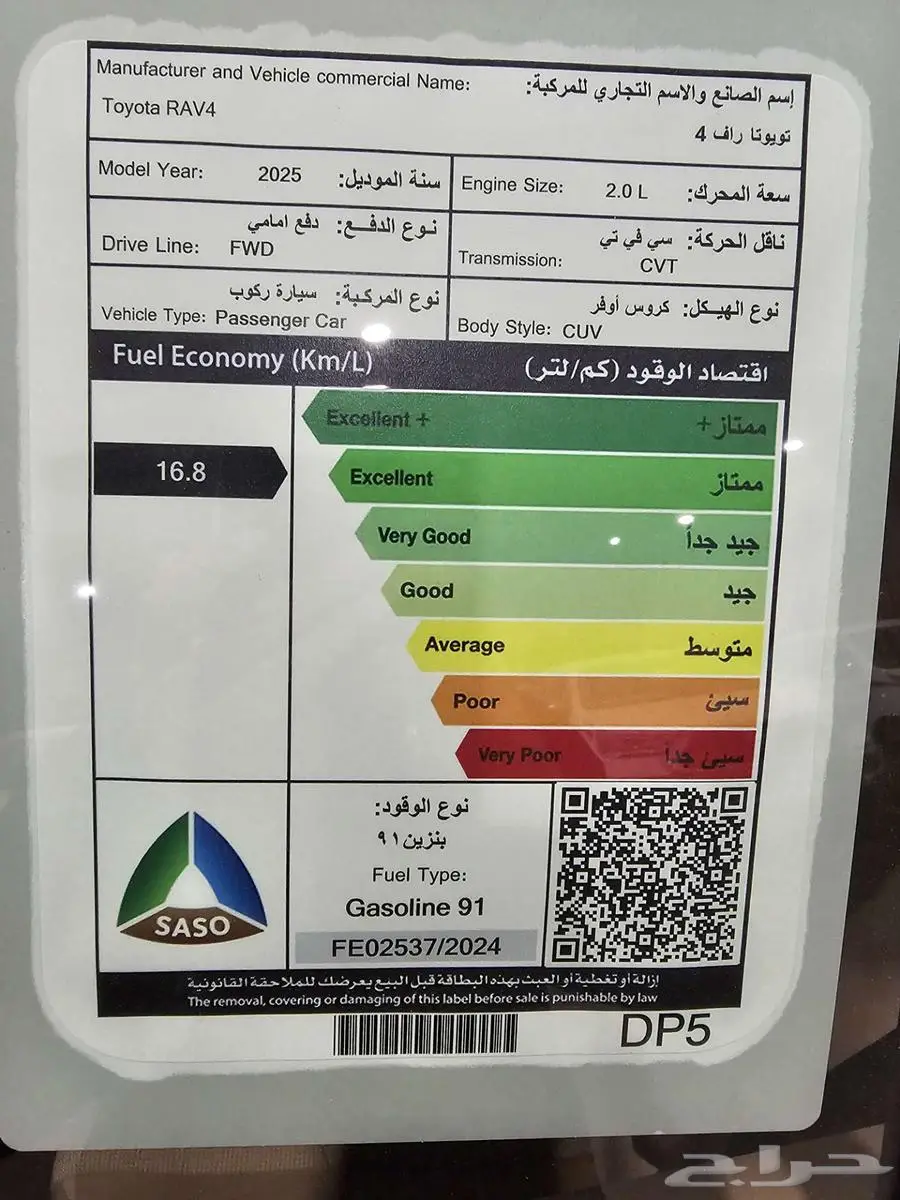 Manufacturer and Vehicle commercial Name: إسم الصانع والاسم التجاري للمركبة:
Toyota RAV4 تويوتا راف 4
Model Year: 2025 سنة الموديل:
Engine Size: 2.0 L سعة المحرك:
نوع الدفـــع: دفع امامي
Drive Line: FWD
ناقل الحركة: سي في تي
Transmission: CVT
نوع المركـبة: سيارة ركوب
Vehicle Type: Passenger Car
نوع الهيـكل: كروس أوفر
Body Style: CUV
Fuel Economy (Km/L) اقتصاد الوقود (كم/لتر)
Excellent + ممتاز+
16.8
Excellent ممتاز
Very Good جيد جداً
Good جيد
Average متوسط
Poor سيئ
Very Poor سيئ جداً
SASO
نوع الوقود:
بنزين ٩١
Fuel Type:
Gasoline 91
FE02537/2024
إزالة أو تغطية أو العبث بهذه البطاقة قبل البيع يعرضك للملاحقة القانونية
The removal, covering or damaging of this label before sale is punishable by law
DP5
حراج